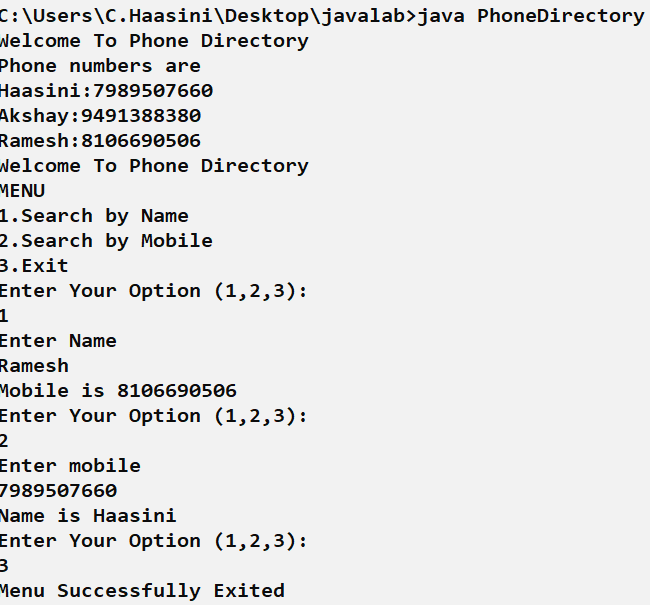 C:\Users\C.Haasini\Desktop\javalab>java PhoneDirectory
Welcome To Phone Directory
Phone numbers are
Haasini:7989507660
Akshay:9491388380
Ramesh:8106690506
Welcome To Phone Directory
MENU
1.Search by Name
2.Search by Mobile
3.Exit
Enter Your Option (1,2,3):
1
Enter Name
Ramesh
Mobile is 8106690506
Enter Your Option (1,2,3):
2
Enter mobile
7989507660
Name is Haasini
Enter Your Option (1,2,3):
3
Menu Successfully Exited